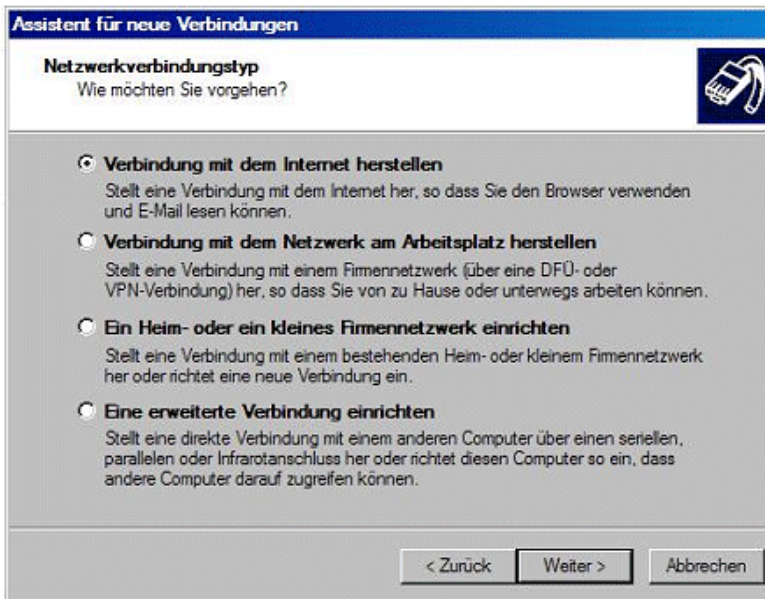 Assistent für neue Verbindungen
Netzwerkverbindungstyp
Wie möchten Sie vorgehen?
Verbindung mit dem Internet herstellen
Stellt eine Verbindung mit dem Internet her, so dass Sie den Browser verwenden
und E-Mail lesen können.
Verbindung mit dem Netzwerk am Arbeitsplatz herstellen
Stellt eine Verbindung mit einem Firmennetzwerk (über eine DFÜ- oder
VPN-Verbindung) her, so dass Sie von zu Hause oder unterwegs arbeiten können.
Ein Heim- oder ein kleines Firmennetzwerk einrichten
Stellt eine Verbindung mit einem bestehenden Heim- oder kleinem Firmennetzwerk
her oder richtet eine neue Verbindung ein.
Eine erweiterte Verbindung einrichten
Stellt eine direkte Verbindung mit einem anderen Computer über einen seriellen,
parallelen oder Infrarotanschluss her oder richtet diesen Computer so ein, dass
andere Computer darauf zugreifen können.
< Zurück Weiter > Abbrechen